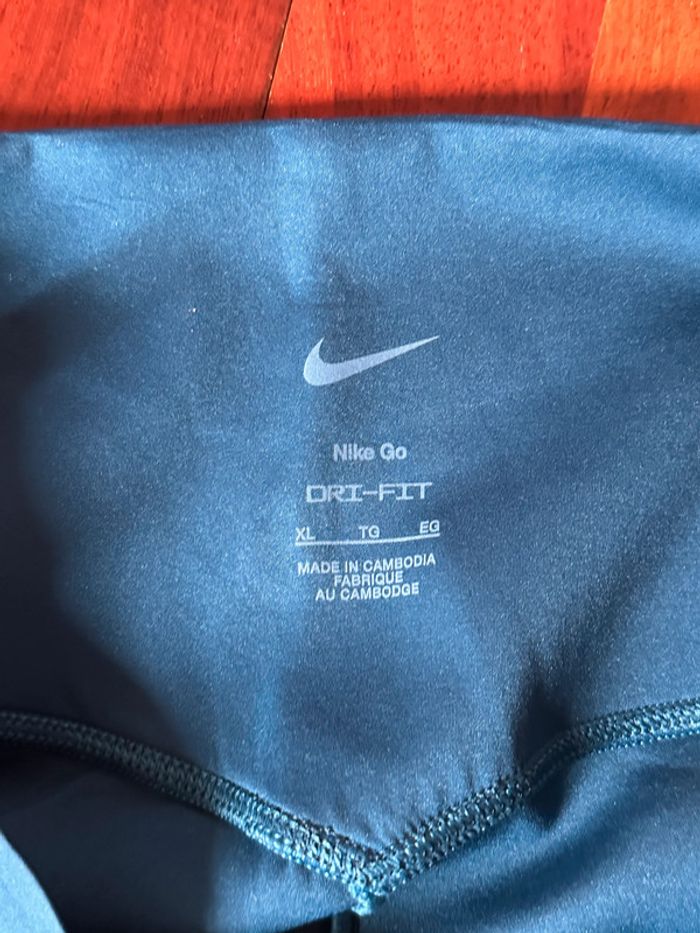 Nike Go
DRI-FIT
XL TG EG
MADE IN CAMBODIA
FABRIQUE
AU CAMBODGE